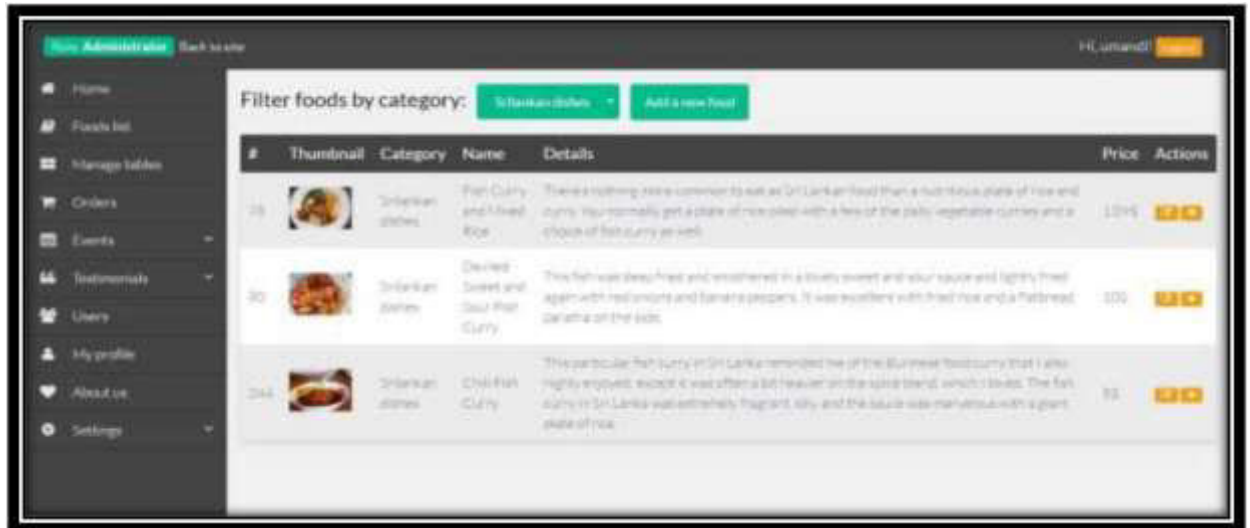 Role: Administrator Back to site
Hi, umandi! Logout
Home
Foods list
Manage tables
Orders
Events
Testimonials
Users
My profile
About us
Settings
Filter foods by category: Srilankan dishes Add a new food
# Thumbnail Category Name Details Price Actions
Srilankan dishes
Fish Curry
and Mixed
Rice
There's nothing more common to eat as Sri Lankan food than a nutritious plate of rice and
curry. You normally get a plate of rice piled with a few of the daily vegetable curries and a
choice of fish curry as well.
Srilankan dishes
Deviled
Sweet and
Sour Fish
Curry
This fish was deep fried and smothered in a lovely sweet and sour sauce and lightly fried
again with red onions and banana peppers. It was excellent with fried rice and a flatbread
paratha on the side.
10$
Srilankan dishes
Chili Fish
Curry
This particular fish curry in Sri Lanka reminded me of the Burmese food curry that I also
highly enjoyed, except it was often a bit heavier on the spice blend, which I loved. The fish
curry in Sri Lanka was extremely fragrant, oily, and the sauce was marvelous with a giant
plate of rice.